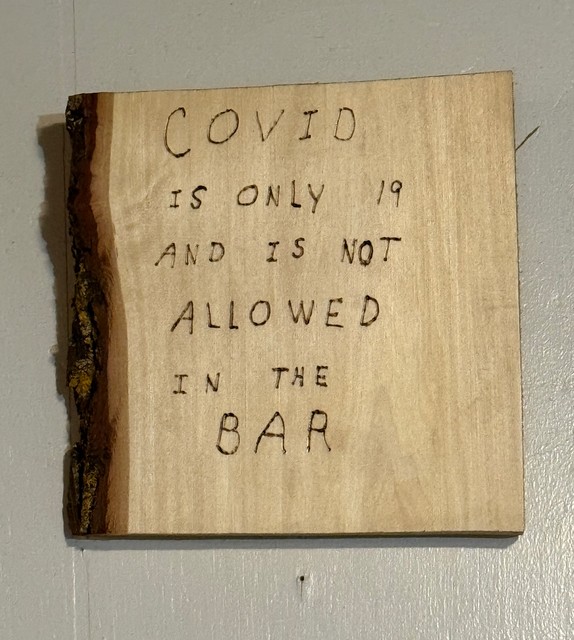 COVID
IS ONLY 19
AND IS NOT
ALLOWED
IN THE
BAR